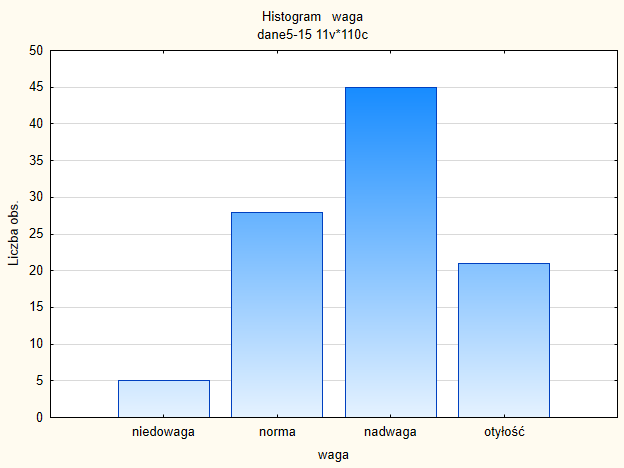 Histogram waga
dane5-15 11v*110c
50
45
40
35
30
25
20
15
10
5
0
Liczba obs.
niedowaga norma nadwaga otyłość
waga